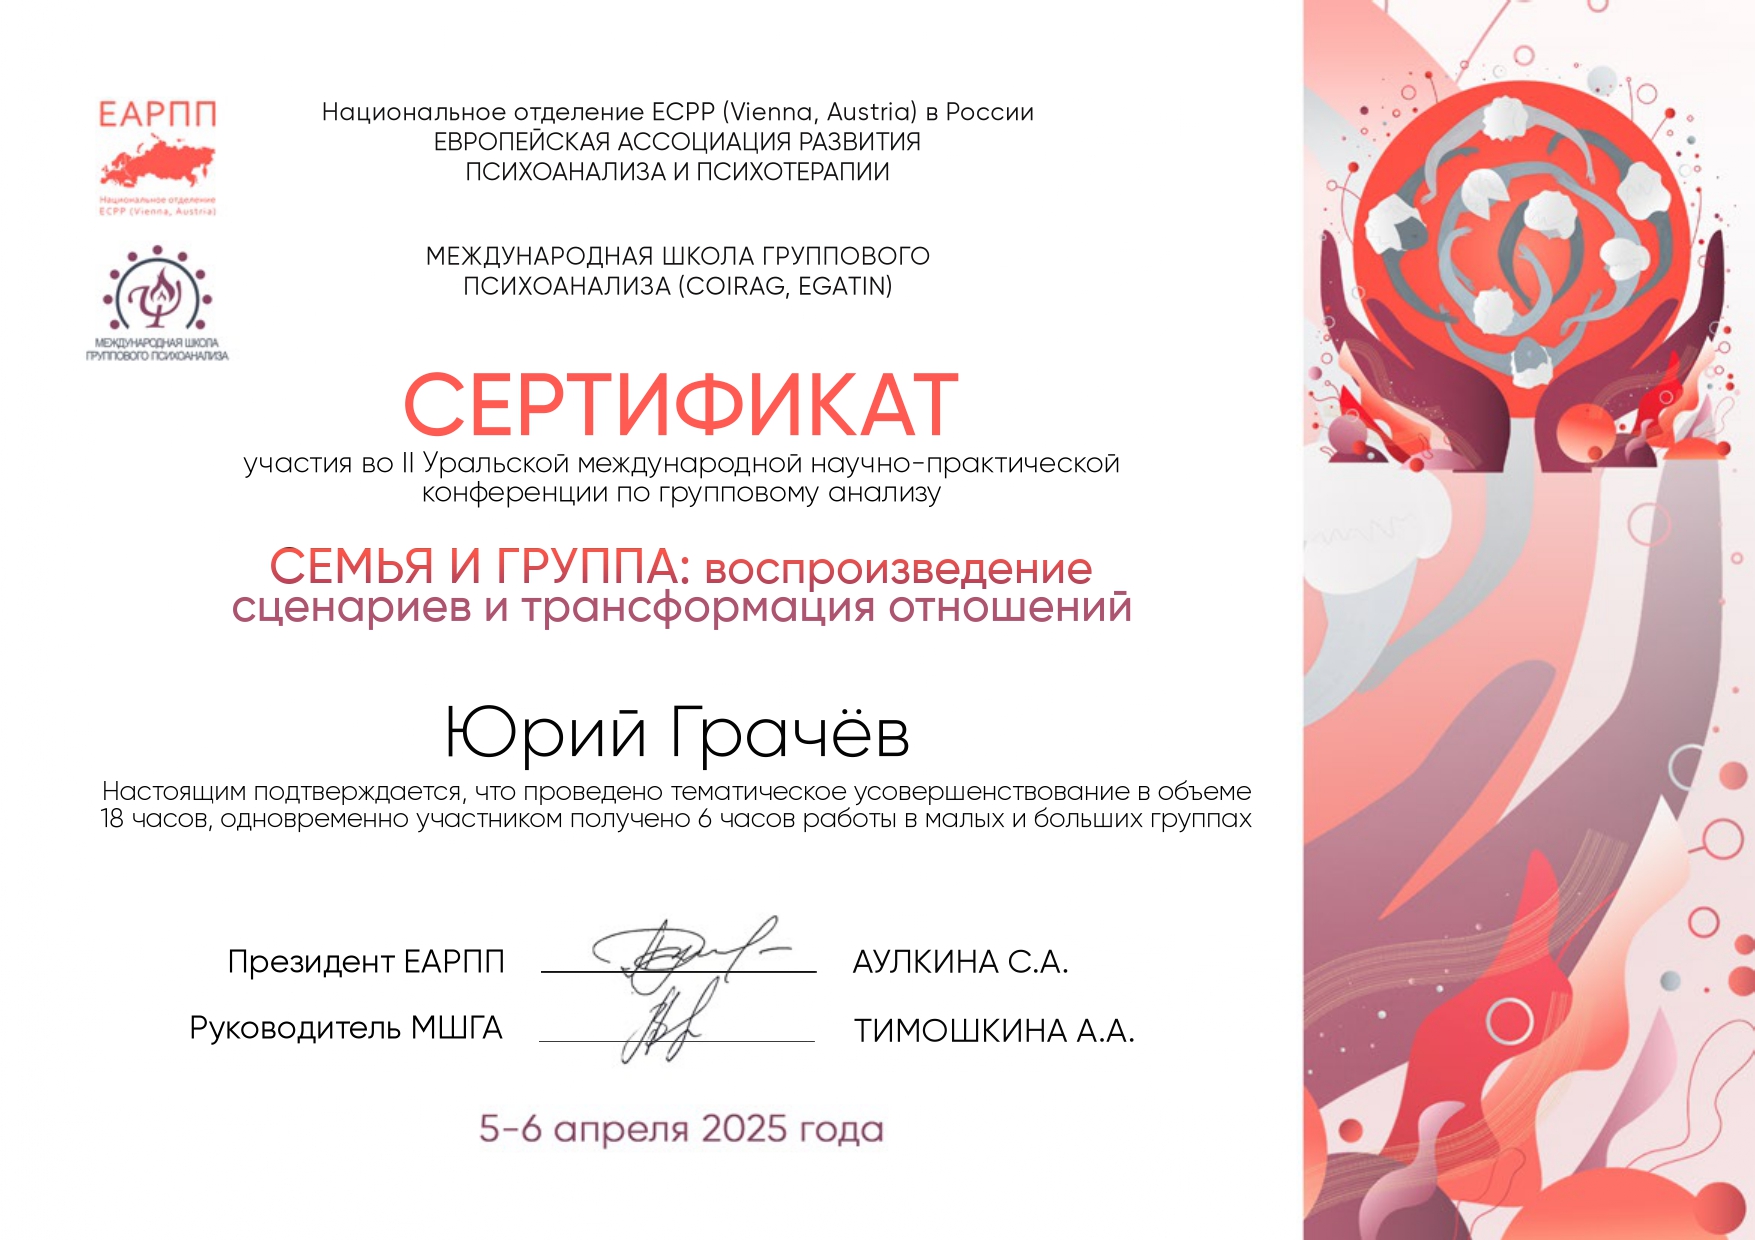 ЕАРПП
Национальное отделение
ECPP (Vienna, Austria)
МЕЖДУНАРОДНАЯ ШКОЛА
ГРУППОВОГО ПСИХОАНАЛИЗА
Национальное отделение ECPP (Vienna, Austria) в России
ЕВРОПЕЙСКАЯ АССОЦИАЦИЯ РАЗВИТИЯ
ПСИХОАНАЛИЗА И ПСИХОТЕРАПИИ
МЕЖДУНАРОДНАЯ ШКОЛА ГРУППОВОГО
ПСИХОАНАЛИЗА (COIRAG, EGATIN)
СЕРТИФИКАТ
участия во II Уральской международной научно-практической
конференции по групповому анализу
СЕМЬЯ И ГРУППА: воспроизведение
сценариев и трансформация отношений
Юрий Грачёв
Настоящим подтверждается, что проведено тематическое усовершенствование в объеме
18 часов, одновременно участником получено 6 часов работы в малых и больших группах
Президент ЕАРПП АУЛКИНА С.А.
Руководитель МШГА ТИМОШКИНА А.А.
5-6 апреля 2025 года